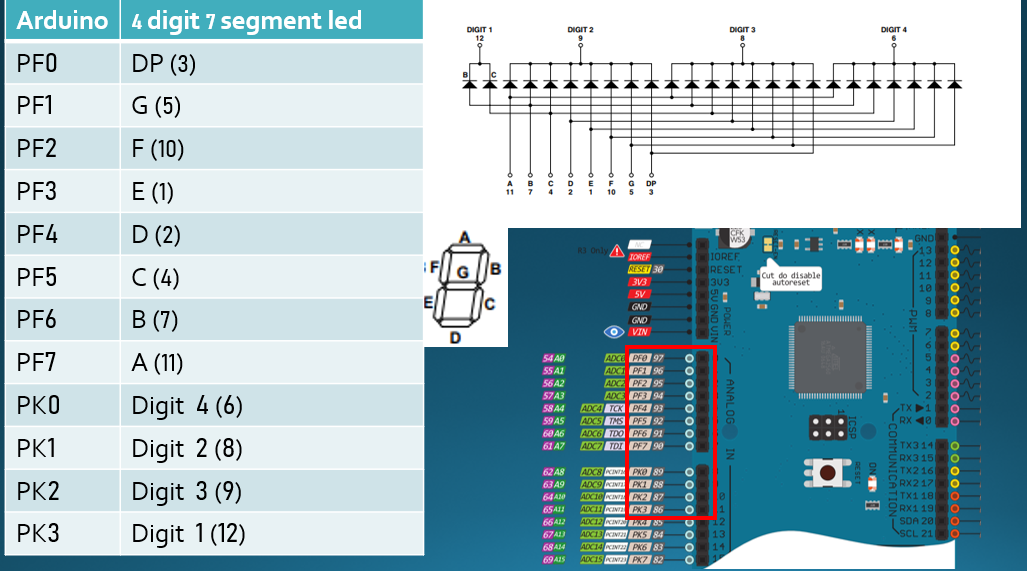 Arduino 4 digit 7 segment led
PF0 DP (3)
PF1 G (5)
PF2 F (10)
PF3 E (1)
PF4 D (2)
PF5 C (4)
PF6 B (7)
PF7 A (11)
PK0 Digit 4 (6)
PK1 Digit 2 (8)
PK2 Digit 3 (9)
PK3 Digit 1 (12)
DIGIT 1 DIGIT 2 DIGIT 3 DIGIT 4
12 9 8 6
B C
A B C D E F G DP
11 7 4 2 1 10 5 3
A
F B
G
E C
D
R3 Only
IOREF IOREF
RESET 30 RESET
3V3 3V3
5V 5V
GND GND
GND GND
VIN VIN
POWER
CFK
W53
Cut do disable
autoreset
54 A0 ADC0 PF0 97
55 A1 ADC1 PF1 96
56 A2 ADC2 PF2 95
57 A3 ADC3 PF3 94
58 A4 ADC4 TCK PF4 93
59 A5 ADC5 TMS PF5 92
60 A6 ADC6 TDO PF6 91
61 A7 ADC7 TDI PF7 90
62 A8 ADC8 PCINT16 PK0 89
63 A9 ADC9 PK1 88
64 A10 ADC10 PK2 87
65 A11 ADC11 PK3 86
66 A12 ADC12 PK4 85 12
67 A13 ADC13 PCINT21 PK5 84 13
68 A14 ADC14 PCINT22 PK6 83 14
69 A15 ADC15 PCINT23 PK7 82
ANALOG IN
GND
13
12
11
10
9
8
PWM
7
6
5
4
3
2
TX 1
RX 0
ICSP
RESET
ON
COMMUNICATION
TX3 14
RX3 15
TX2 16
RX2 17
TX1 18
RX1 19
SDA 20
SCL 21